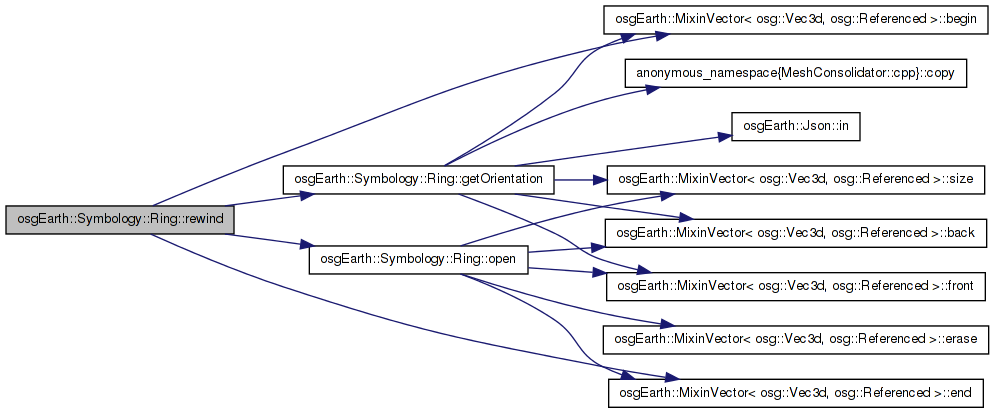 osgEarth::MixinVector< osg::Vec3d, osg::Referenced >::begin
anonymous_namespace{MeshConsolidator::cpp}::copy
osgEarth::Json::in
osgEarth::Symbology::Ring::getOrientation
osgEarth::MixinVector< osg::Vec3d, osg::Referenced >::size
osgEarth::Symbology::Ring::rewind
osgEarth::MixinVector< osg::Vec3d, osg::Referenced >::back
osgEarth::Symbology::Ring::open
osgEarth::MixinVector< osg::Vec3d, osg::Referenced >::front
osgEarth::MixinVector< osg::Vec3d, osg::Referenced >::erase
osgEarth::MixinVector< osg::Vec3d, osg::Referenced >::end